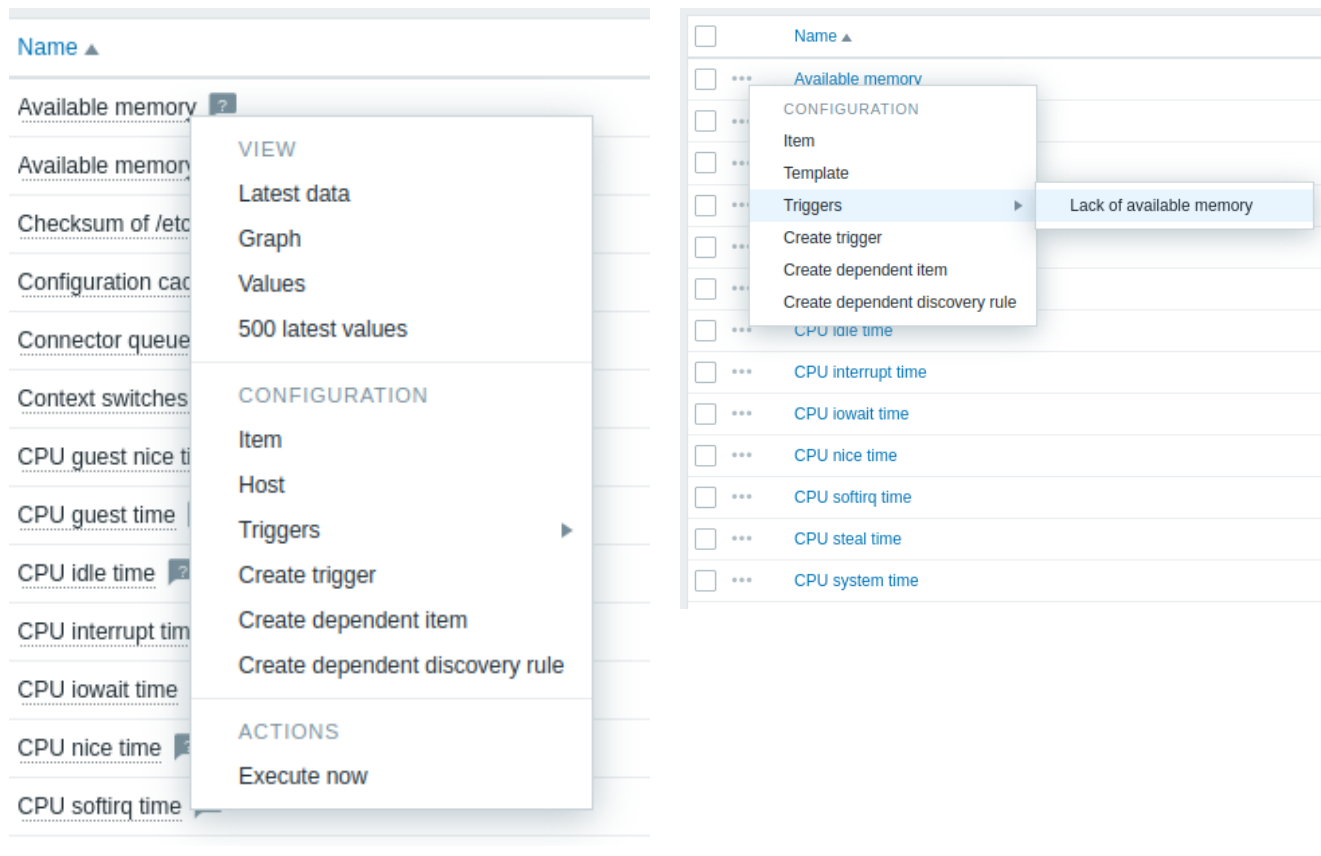 Name
Available memory
?
Available memory
Checksum of /etc
Configuration cac
Connector queue
Context switches
CPU guest nice ti
CPU guest time
CPU idle time
?
CPU interrupt tim
CPU iowait time
CPU nice time
CPU softirq time
VIEW
Latest data
Graph
Values
500 latest values
CONFIGURATION
Item
Host
Triggers
Create trigger
Create dependent item
Create dependent discovery rule
ACTIONS
Execute now
Name
Available memory
CONFIGURATION
Item
Template
Triggers
Lack of available memory
Create trigger
Create dependent item
Create dependent discovery rule
CPU idle time
CPU interrupt time
CPU iowait time
CPU nice time
CPU softirq time
CPU steal time
CPU system time